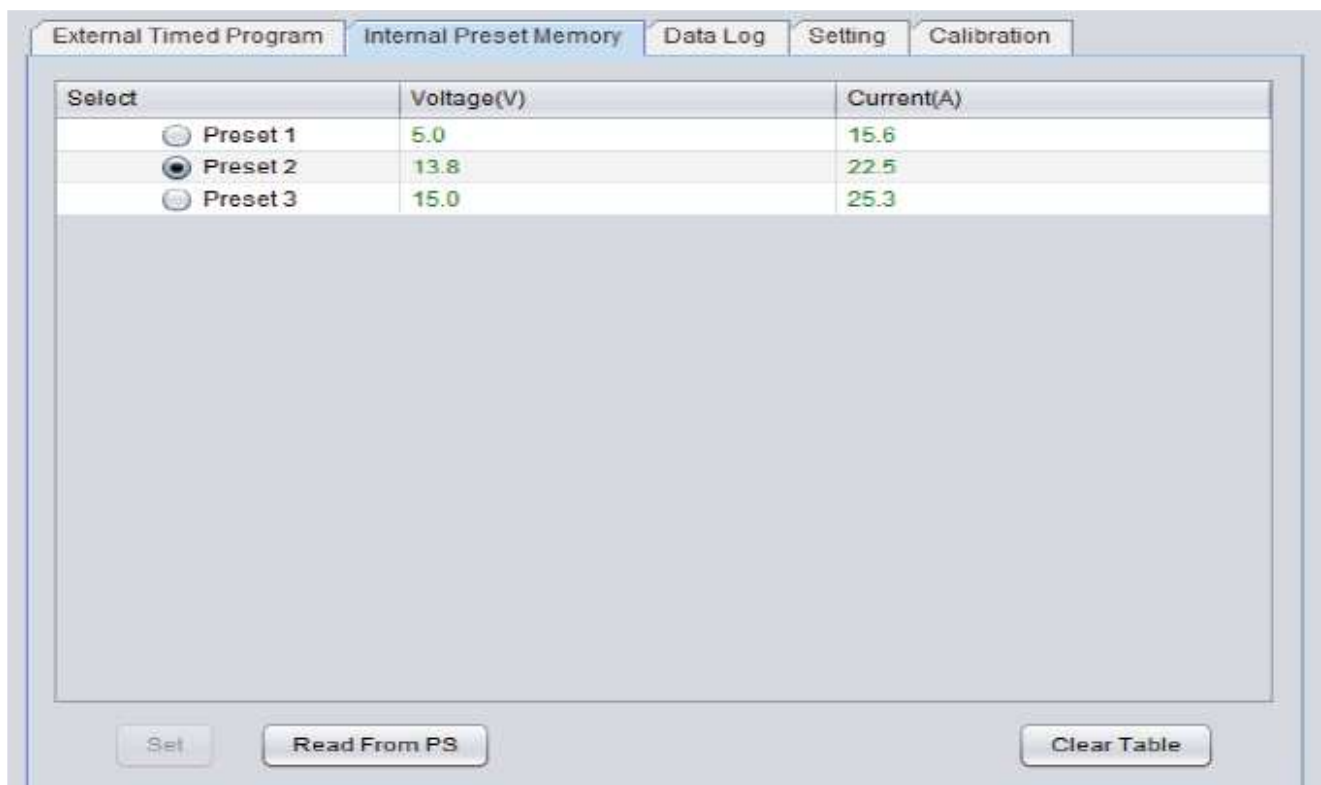 External Timed Program Internal Preset Memory Data Log Setting Calibration
Select Voltage(V) Current(A)
Preset 1 5.0 15.6
Preset 2 13.8 22.5
Preset 3 15.0 25.3
Set Read From PS Clear Table